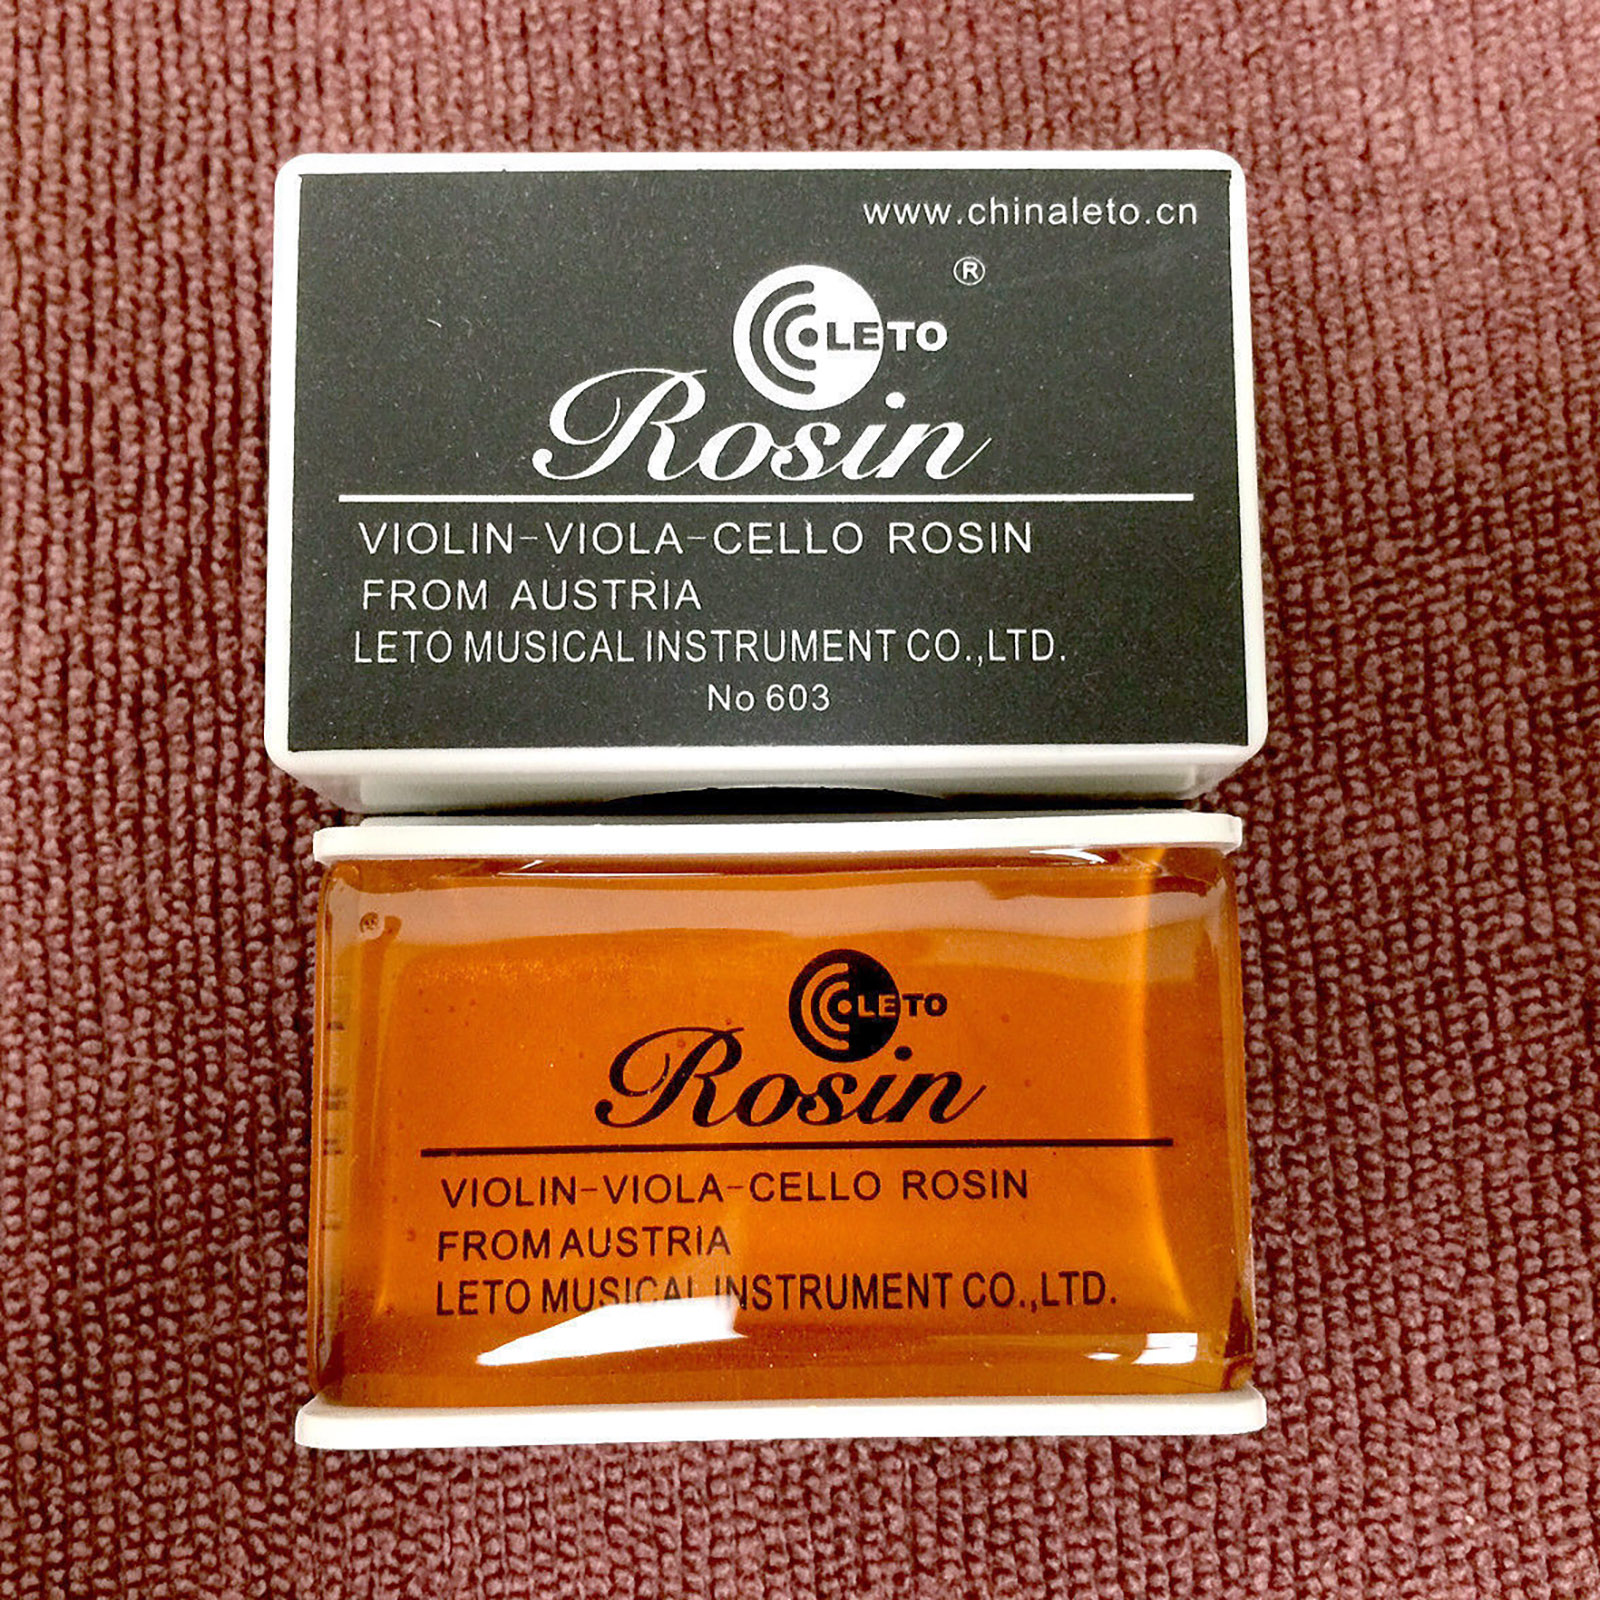 www.chinaleto.cn
®
LETO
Rosin
VIOLIN-VIOLA-CELLO ROSIN
FROM AUSTRIA
LETO MUSICAL INSTRUMENT CO.,LTD.
No 603
LETO
Rosin
VIOLIN-VIOLA-CELLO ROSIN
FROM AUSTRIA
LETO MUSICAL INSTRUMENT CO.,LTD.